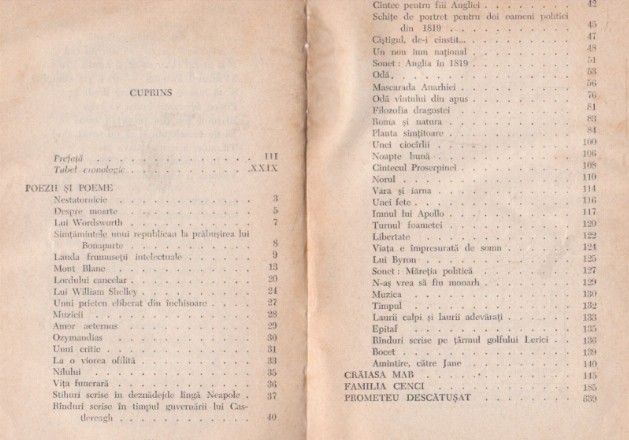 CUPRINS
Prefață . . . . . . . . . . . . III
Tabel cronologic . . . . . . . . . XXIX
POEZII ȘI POEME
Nestatornicie . . . . . . . . . . 3
Despre moarte . . . . . . . . . . 5
Lui Wordsworth . . . . . . . . . . 7
Simțămintele unui republican la prăbușirea lui
Bonaparte . . . . . . . . . . 8
Lauda frumuseții intelectuale . . . . . . 9
Mont Blanc . . . . . . . . . . 13
Lordului cancelar . . . . . . . . . 20
Lui William Shelley . . . . . . . . 24
Unui prieten eliberat din închisoare . . . . 27
Muzicii . . . . . . . . . . . 28
Amor aeternus . . . . . . . . . . 29
Ozymandias . . . . . . . . . . 30
Unui critic . . . . . . . . . . 31
La o viorea ofilită . . . . . . . . 33
Nilului . . . . . . . . . . . 35
Vița funerară . . . . . . . . . . 36
Stihuri scrise în deznădejde lîngă Neapole . . 37
Rînduri scrise în timpul guvernării lui Cas-
tlereagh . . . . . . . . . . 40
Cîntec pentru fiii Angliei . . . . . . . 42
Schițe de portret pentru doi oameni politici
din 1819 . . . . . . . . . . 45
Cîștigul, de-i cinstit... . . . . . . . . 47
Un nou imn național . . . . . . . . 48
Sonet : Anglia în 1819 . . . . . . . . 51
Odă . . . . . . . . . . . . 53
Mascarada Anarhiei . . . . . . . . . 56
Odă vîntului din apus . . . . . . . . 76
Filozofia dragostei . . . . . . . . . 81
Roma și natura . . . . . . . . . . 83
Planta simțitoare . . . . . . . . . 84
Unei ciocîrlii . . . . . . . . . . 100
Noapte bună . . . . . . . . . . 106
Cîntecul Proserpinei . . . . . . . . 108
Norul . . . . . . . . . . . . 110
Vara și iarna . . . . . . . . . . 114
Unei fete . . . . . . . . . . . 116
Imnul lui Apollo . . . . . . . . . 117
Turnul foametei . . . . . . . . . 120
Libertate . . . . . . . . . . . 122
Viața e împresurată de somn . . . . . . 124
Lui Byron . . . . . . . . . . . 125
Sonet : Măreția politică . . . . . . . 127
N-aș vrea să fiu monarh . . . . . . . 129
Muzica . . . . . . . . . . . 130
Timpul . . . . . . . . . . . 132
Laurii calpi și laurii adevărați . . . . . 133
Epitaf . . . . . . . . . . . . 135
Rînduri scrise pe țărmul golfului Lerici . . . 136
Bocet . . . . . . . . . . . . 139
Amintire, către Jane . . . . . . . . 140
CRĂIASA MAB . . . . . . . . . . 145
FAMILIA CENCI . . . . . . . . . . 185
PROMETEU DESCĂTUȘAT . . . . . . . 339